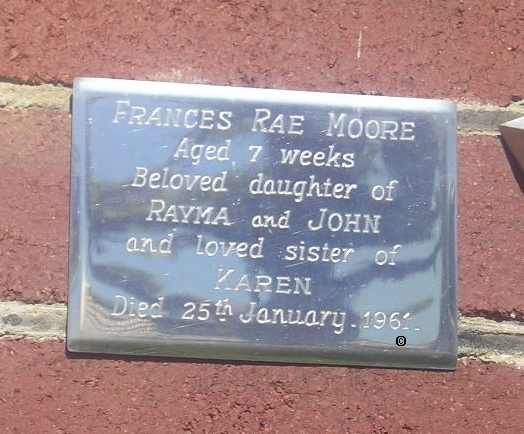 FRANCES RAE MOORE
Aged 7 weeks
Beloved daughter of
RAYMA and JOHN
and loved sister of
KAREN
Died 25th January. 1961.
©